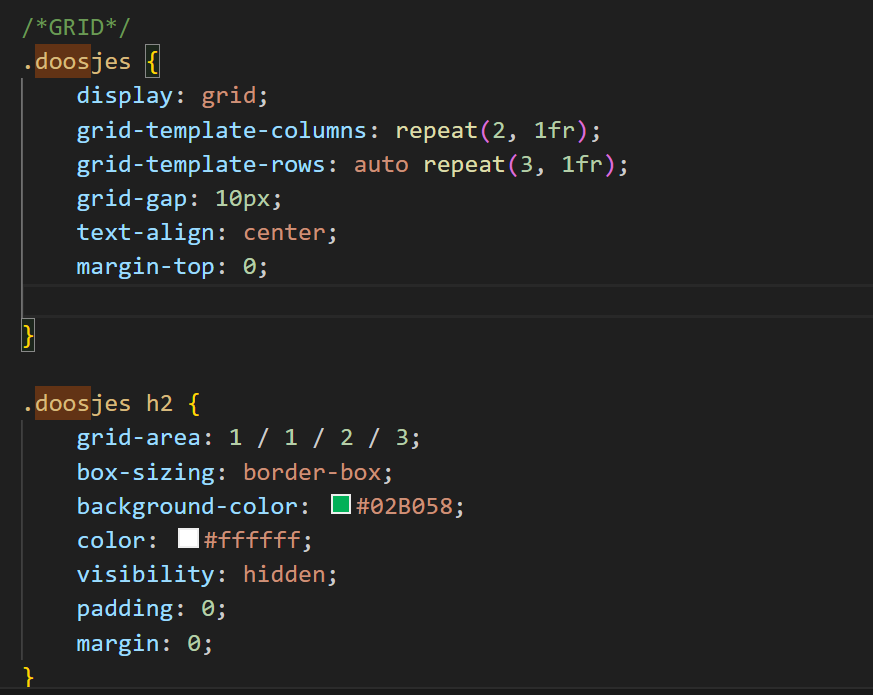 /*GRID*/
.doosjes {
display: grid;
grid-template-columns: repeat(2, 1fr);
grid-template-rows: auto repeat(3, 1fr);
grid-gap: 10px;
text-align: center;
margin-top: 0;
}
.doosjes h2 {
grid-area: 1 / 1 / 2 / 3;
box-sizing: border-box;
background-color: #02B058;
color: #ffffff;
visibility: hidden;
padding: 0;
margin: 0;
}